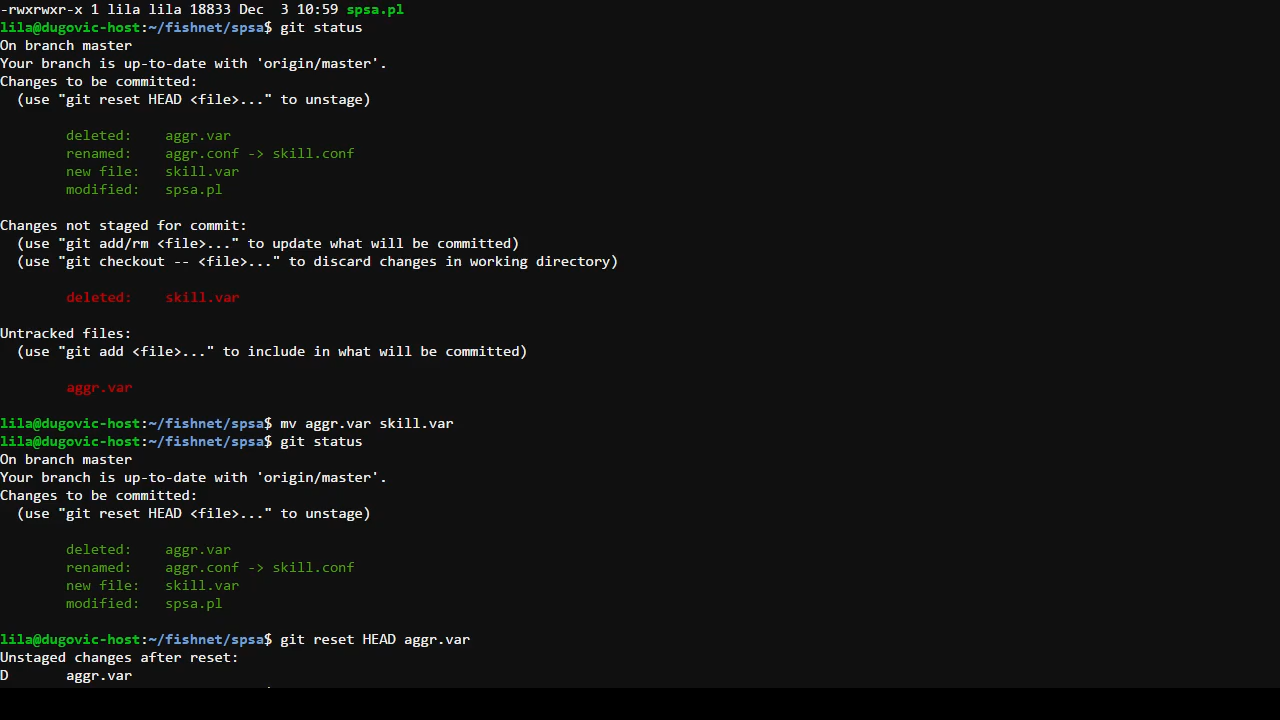 -rwxrwxr-x 1 lila lila 18833 Dec  3 10:59 spsa.pl
lila@dugovic-host:~/fishnet/spsa$ git status
On branch master
Your branch is up-to-date with 'origin/master'.
Changes to be committed:
  (use "git reset HEAD <file>..." to unstage)
        deleted:    aggr.var
        renamed:    aggr.conf -> skill.conf
        new file:   skill.var
        modified:   spsa.pl
Changes not staged for commit:
  (use "git add/rm <file>..." to update what will be committed)
  (use "git checkout -- <file>..." to discard changes in working directory)
        deleted:    skill.var
Untracked files:
  (use "git add <file>..." to include in what will be committed)
        aggr.var
lila@dugovic-host:~/fishnet/spsa$ mv aggr.var skill.var
lila@dugovic-host:~/fishnet/spsa$ git status
On branch master
Your branch is up-to-date with 'origin/master'.
Changes to be committed:
  (use "git reset HEAD <file>..." to unstage)
        deleted:    aggr.var
        renamed:    aggr.conf -> skill.conf
        new file:   skill.var
        modified:   spsa.pl
lila@dugovic-host:~/fishnet/spsa$ git reset HEAD aggr.var
Unstaged changes after reset:
D       aggr.var